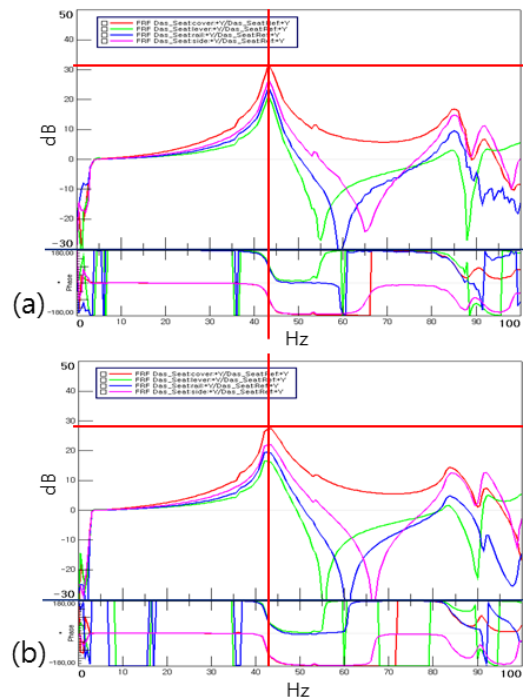 50
FRF Das_Seatcover:+Y/Das_SeatRef:+Y
FRF Das_Seatlever:+Y/Das_SeatRef:+Y
FRF Das_Seatrail:+Y/Das_SeatRef:+Y
FRF Das_Seatside:+Y/Das_SeatRef:+Y
30
20
10
0
-10
-20
-30
dB
180.00
Phase
-180.00
(a)
0 10 20 30 40 50 60 70 80 90 100
Hz
50
FRF Das_Seatcover:+Y/Das_SeatRef:+Y
FRF Das_Seatlever:+Y/Das_SeatRef:+Y
FRF Das_Seatrail:+Y/Das_SeatRef:+Y
FRF Das_Seatside:+Y/Das_SeatRef:+Y
30
20
10
0
-10
-20
-30
dB
180.00
Phase
-180.00
(b)
0 10 20 30 40 50 60 70 80 90 100
Hz